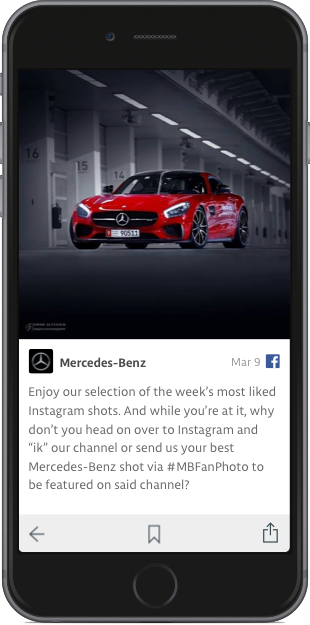 16
15
14
90511
Mercedes-Benz
Mar 9
Enjoy our selection of the week's most liked
Instagram shots. And while you're at it, why
don't you head on over to Instagram and
"ik" our channel or send us your best
Mercedes-Benz shot via #MBFanPhoto to
be featured on said channel?